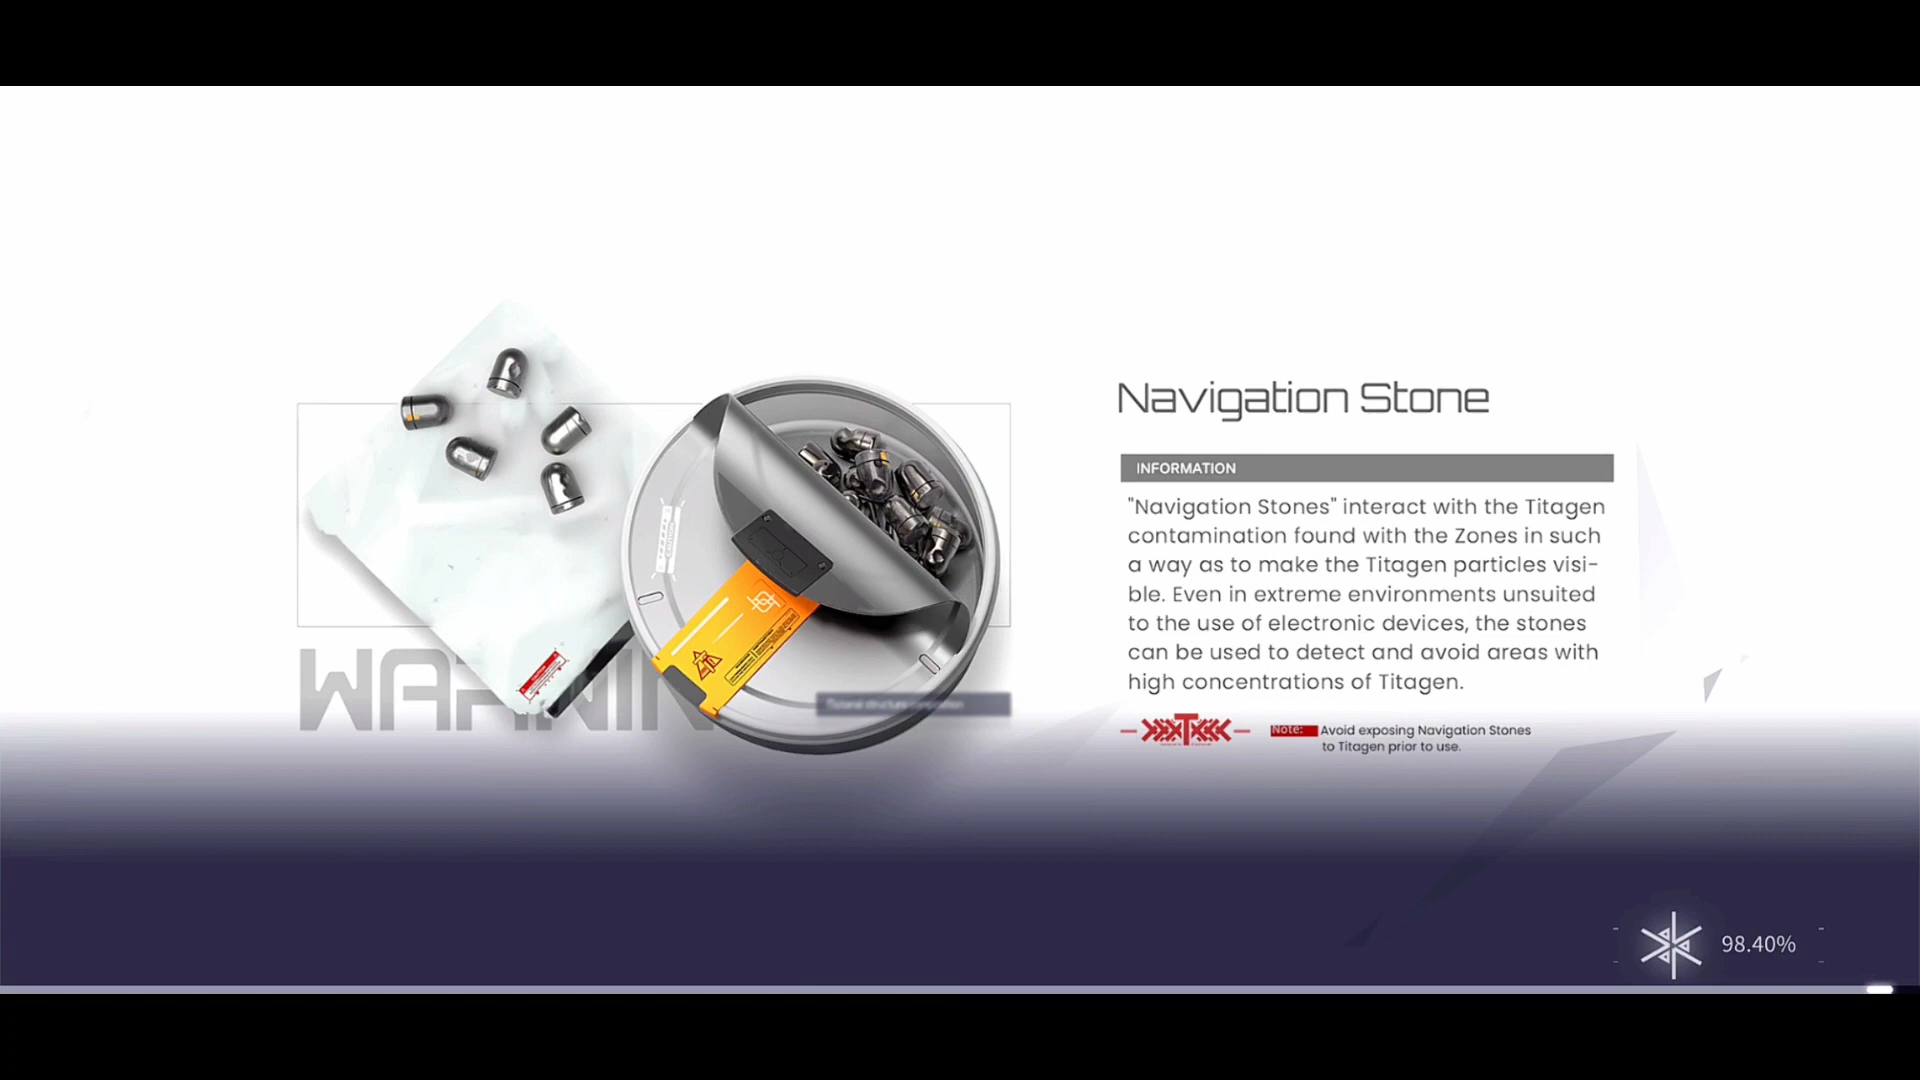 Navigation Stone
INFORMATION
"Navigation Stones" interact with the Titagen
contamination found with the Zones in such
a way as to make the Titagen particles visi-
ble. Even in extreme environments unsuited
to the use of electronic devices, the stones
can be used to detect and avoid areas with
high concentrations of Titagen.
Note: Avoid exposing Navigation Stones
to Titagen prior to use.
98.40%